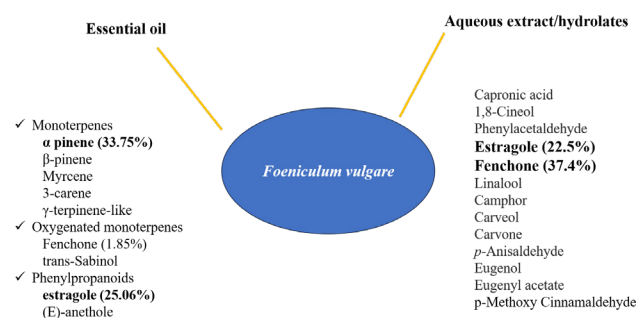 Essential oil
Aqueous extract/hydrolates
✓ Monoterpenes
α pinene (33.75%)
β-pinene
Myrcene
3-carene
γ-terpinene-like
✓ Oxygenated monoterpenes
Fenchone (1.85%)
trans-Sabinol
✓ Phenylpropanoids
estragole (25.06%)
(E)-anethole
Foeniculum vulgare
Capronic acid
1,8-Cineol
Phenylacetaldehyde
Estragole (22.5%)
Fenchone (37.4%)
Linalool
Camphor
Carveol
Carvone
p-Anisaldehyde
Eugenol
Eugenyl acetate
p-Methoxy Cinnamaldehyde